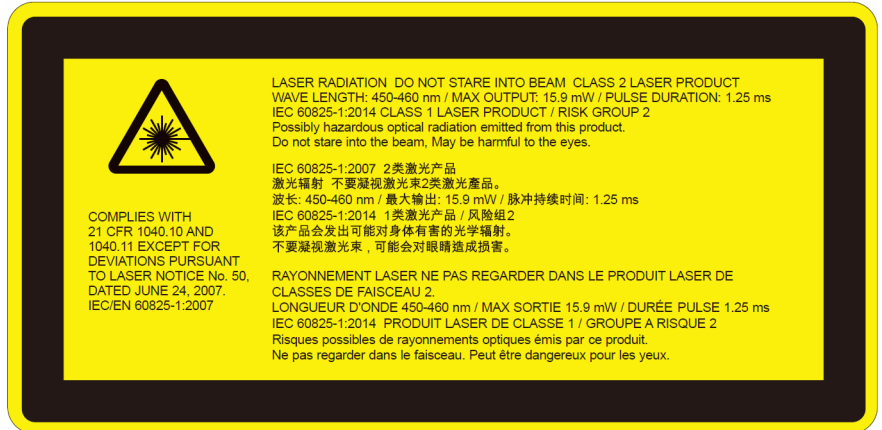 COMPLIES WITH
21 CFR 1040.10 AND
1040.11 EXCEPT FOR
DEVIATIONS PURSUANT
TO LASER NOTICE No. 50,
DATED JUNE 24, 2007.
IEC/EN 60825-1:2007
LASER RADIATION DO NOT STARE INTO BEAM CLASS 2 LASER PRODUCT
WAVE LENGTH: 450-460 nm / MAX OUTPUT: 15.9 mW / PULSE DURATION: 1.25 ms
IEC 60825-1:2014 CLASS 1 LASER PRODUCT / RISK GROUP 2
Possibly hazardous optical radiation emitted from this product.
Do not stare into the beam, May be harmful to the eyes.
IEC 60825-1:2007 2类激光产品
激光辐射 不要凝视激光束2类激光產品。
波长: 450-460 nm / 最大输出: 15.9 mW / 脉冲持续时间: 1.25 ms
IEC 60825-1:2014 1类激光产品 / 风险组2
该产品会发出可能对身体有害的光学辐射。
不要凝视激光束，可能会对眼睛造成损害。
RAYONNEMENT LASER NE PAS REGARDER DANS LE PRODUIT LASER DE
CLASSES DE FAISCEAU 2.
LONGUEUR D'ONDE 450-460 nm / MAX SORTIE 15.9 mW / DURÉE PULSE 1.25 ms
IEC 60825-1:2014 PRODUIT LASER DE CLASSE 1 / GROUPE A RISQUE 2
Risques possibles de rayonnements optiques émis par ce produit.
Ne pas regarder dans le faisceau. Peut être dangereux pour les yeux.